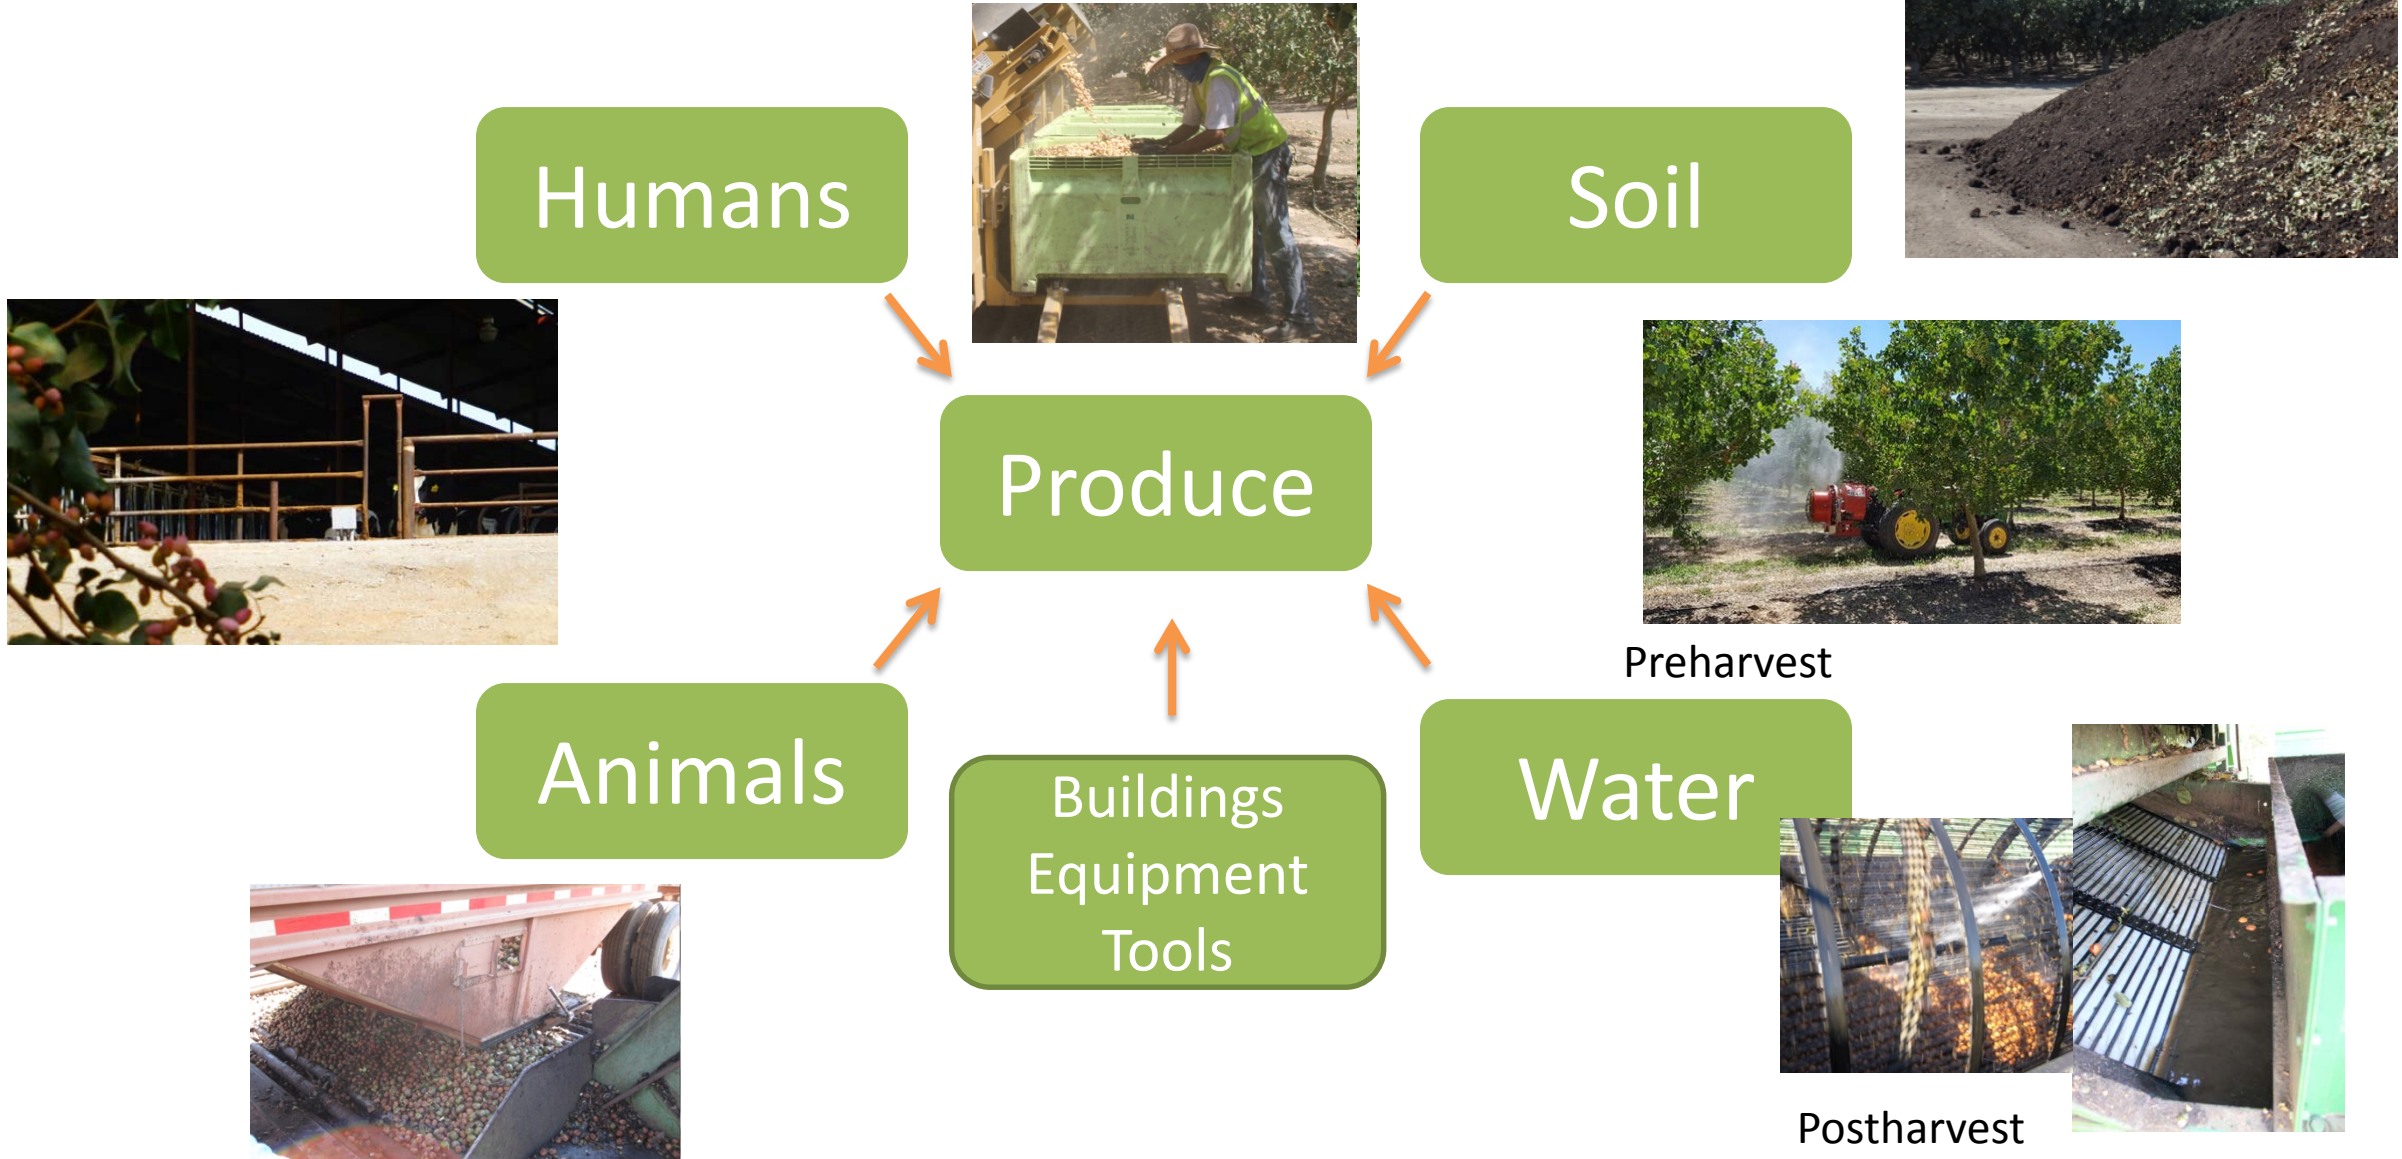 Humans
Soil
Produce
Preharvest
Animals
Buildings
Equipment
Tools
Water
Postharvest